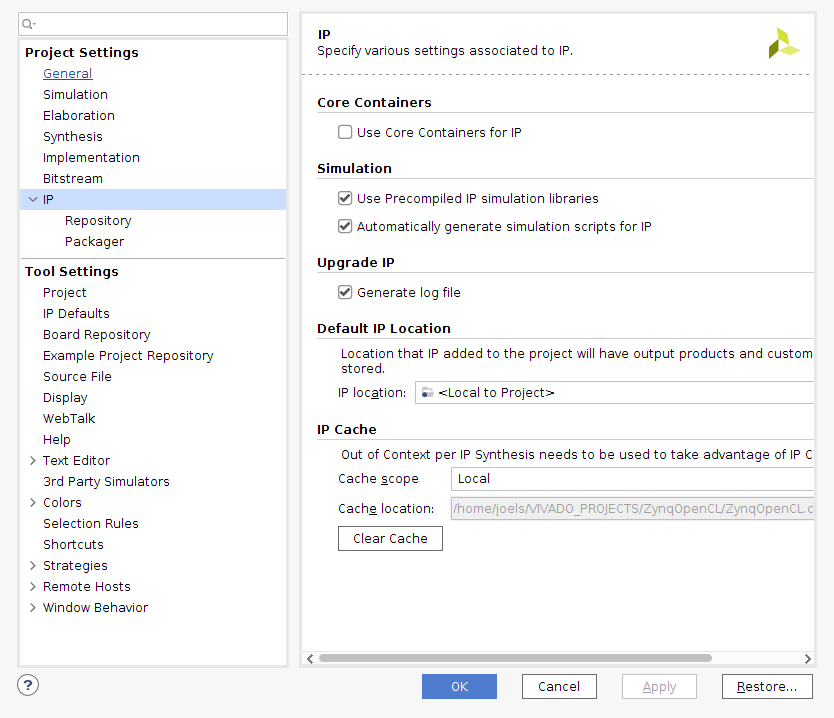 Project Settings
General
Simulation
Elaboration
Synthesis
Implementation
Bitstream
IP
Repository
Packager
Tool Settings
Project
IP Defaults
Board Repository
Example Project Repository
Source File
Display
WebTalk
Help
Text Editor
3rd Party Simulators
Colors
Selection Rules
Shortcuts
Strategies
Remote Hosts
Window Behavior
IP
Specify various settings associated to IP.
Core Containers
Use Core Containers for IP
Simulation
Use Precompiled IP simulation libraries
Automatically generate simulation scripts for IP
Upgrade IP
Generate log file
Default IP Location
Location that IP added to the project will have output products and custom
stored.
IP location: <Local to Project>
IP Cache
Out of Context per IP Synthesis needs to be used to take advantage of IP C
Cache scope Local
Cache location: /home/joels/VIVADO_PROJECTS/ZynqOpenCL/ZynqOpenCL.c
Clear Cache
? OK Cancel Apply Restore...